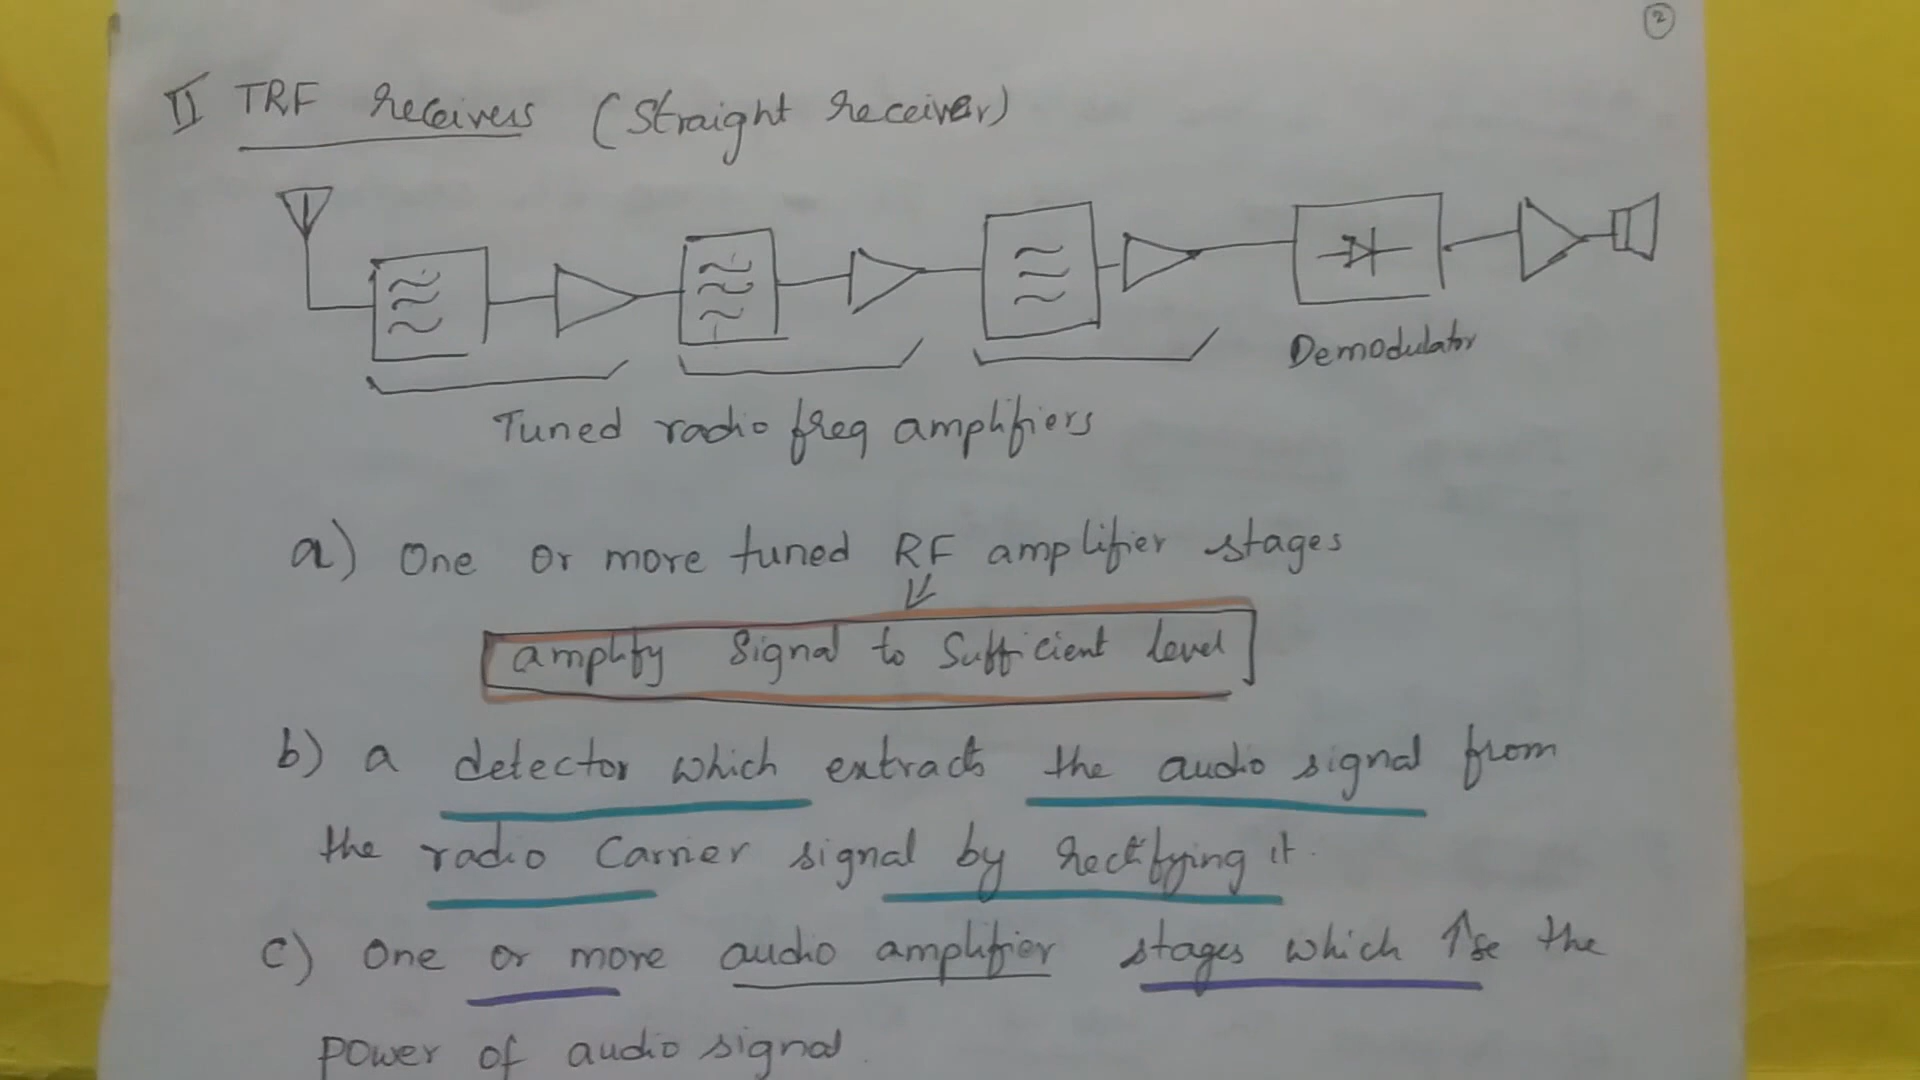 2
II TRF receivers (Straight receiver)
Demodulator
Tuned radio freq amplifiers
a) One or more tuned RF amplifier stages
amplify signal to sufficient level
b) a detector which extracts the audio signal from
the radio carrier signal by rectifying it.
c) One or more audio amplifier stages which ↑se the
power of audio signal.